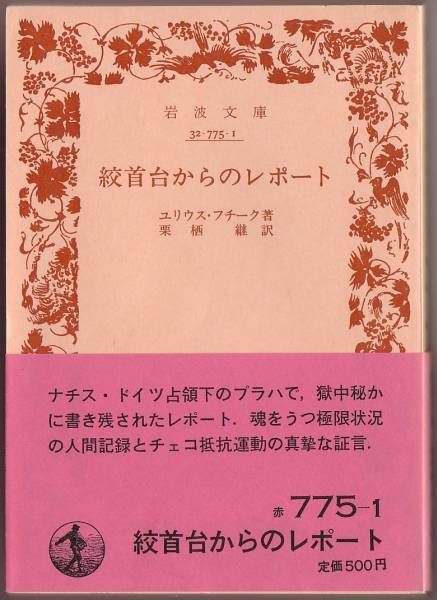 岩波文庫
32-775-1
絞首台からのレポート
ユリウス・フチーク著
栗栖 継訳
ナチス・ドイツ占領下のプラハで，獄中秘か
に書き残されたレポート．魂をうつ極限状況
の人間記録とチェコ抵抗運動の真摯な証言．
赤 775-1
絞首台からのレポート
定価500円